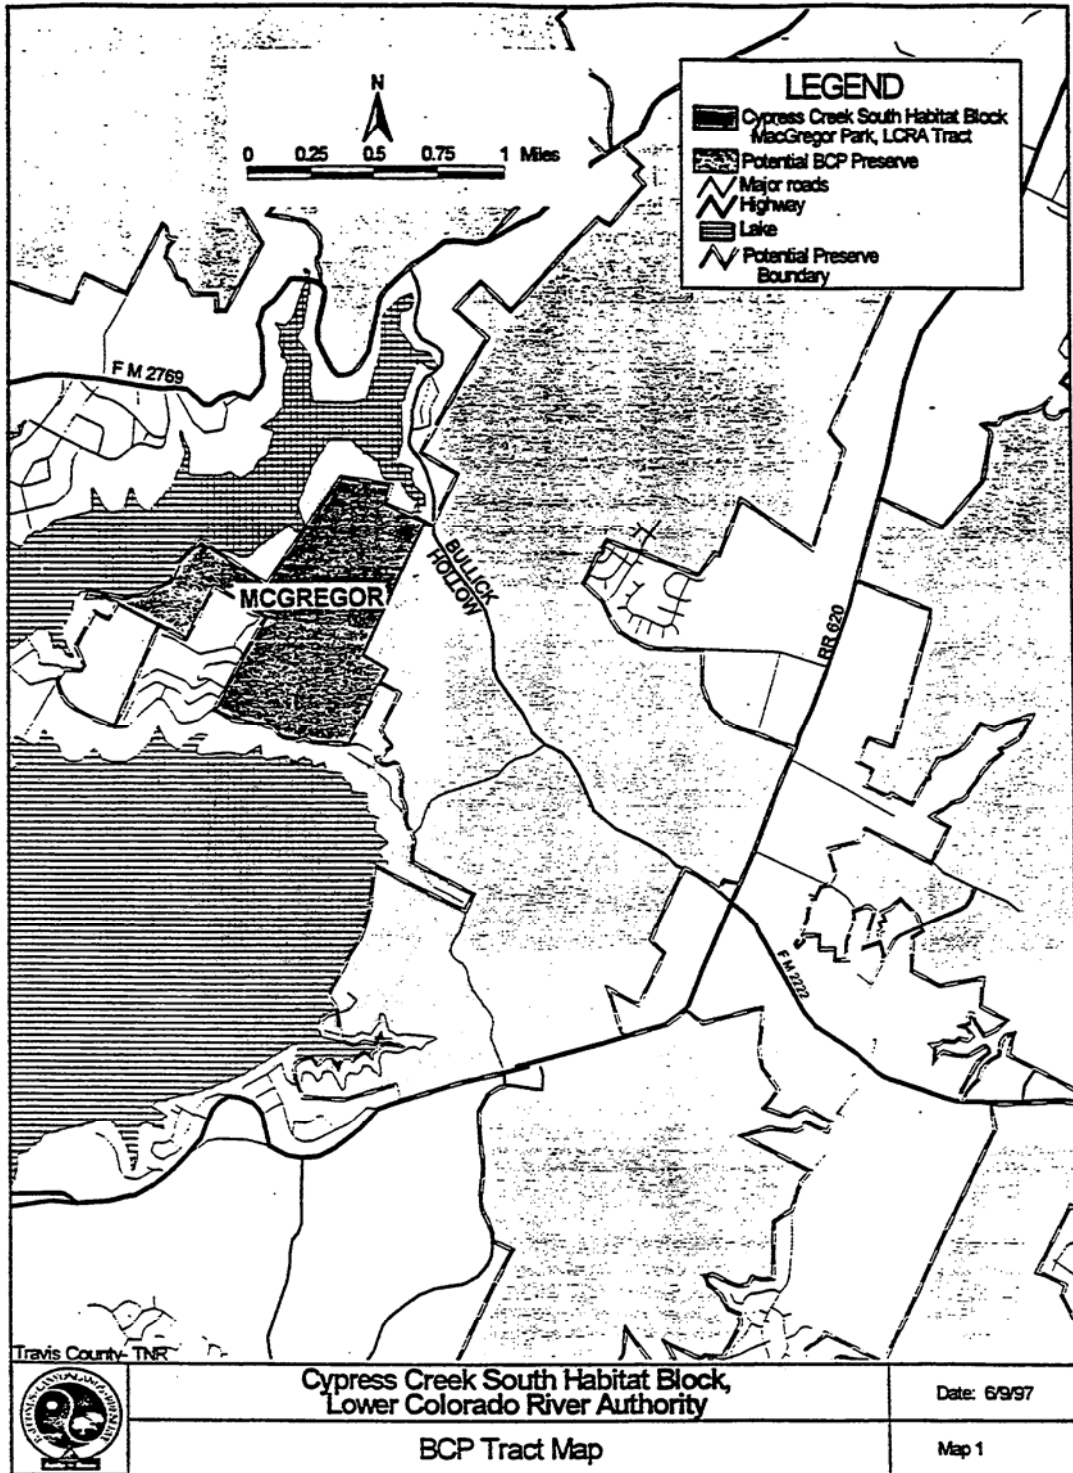 N
0 0.25 0.5 0.75 1 Miles
LEGEND
Cypress Creek South Habitat Block
MacGregor Park, LCRA Tract
Potential BCP Preserve
Major roads
Highway
Lake
Potential Preserve
Boundary
F M 2769
MCGREGOR
BULLICK
HOLLOW
RR 620
F M 2222
Travis County- TNR
Cypress Creek South Habitat Block,
Lower Colorado River Authority
Date: 6/9/97
BCP Tract Map
Map 1